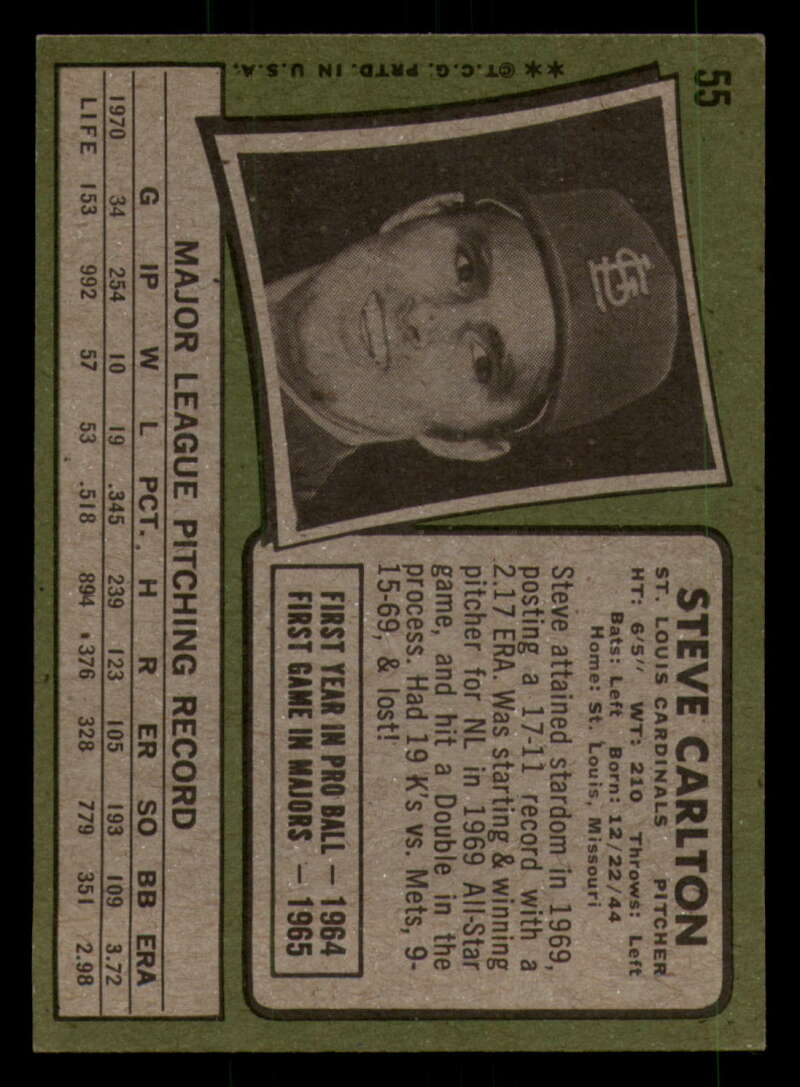 55
**©T.C.G. PRTD. IN U.S.A.
STL
STEVE CARLTON
ST. LOUIS CARDINALS PITCHER
HT: 6'5" WT: 210 Throws: Left
Bats: Left Born: 12/22/44
Home: St. Louis, Missouri
Steve attained stardom in 1969,
posting a 17-11 record with a
2.17 ERA. Was starting & winning
pitcher for NL in 1969 All-Star
game, and hit a Double in the
process. Had 19 K's vs. Mets, 9-
15-69, & lost!
FIRST YEAR IN PRO BALL — 1964
FIRST GAME IN MAJORS — 1965
MAJOR LEAGUE PITCHING RECORD
G IP W L PCT. H R ER SO BB ERA
1970 34 254 10 19 .345 239 123 105 193 109 3.72
LIFE 153 992 57 53 .518 894 376 328 779 351 2.98